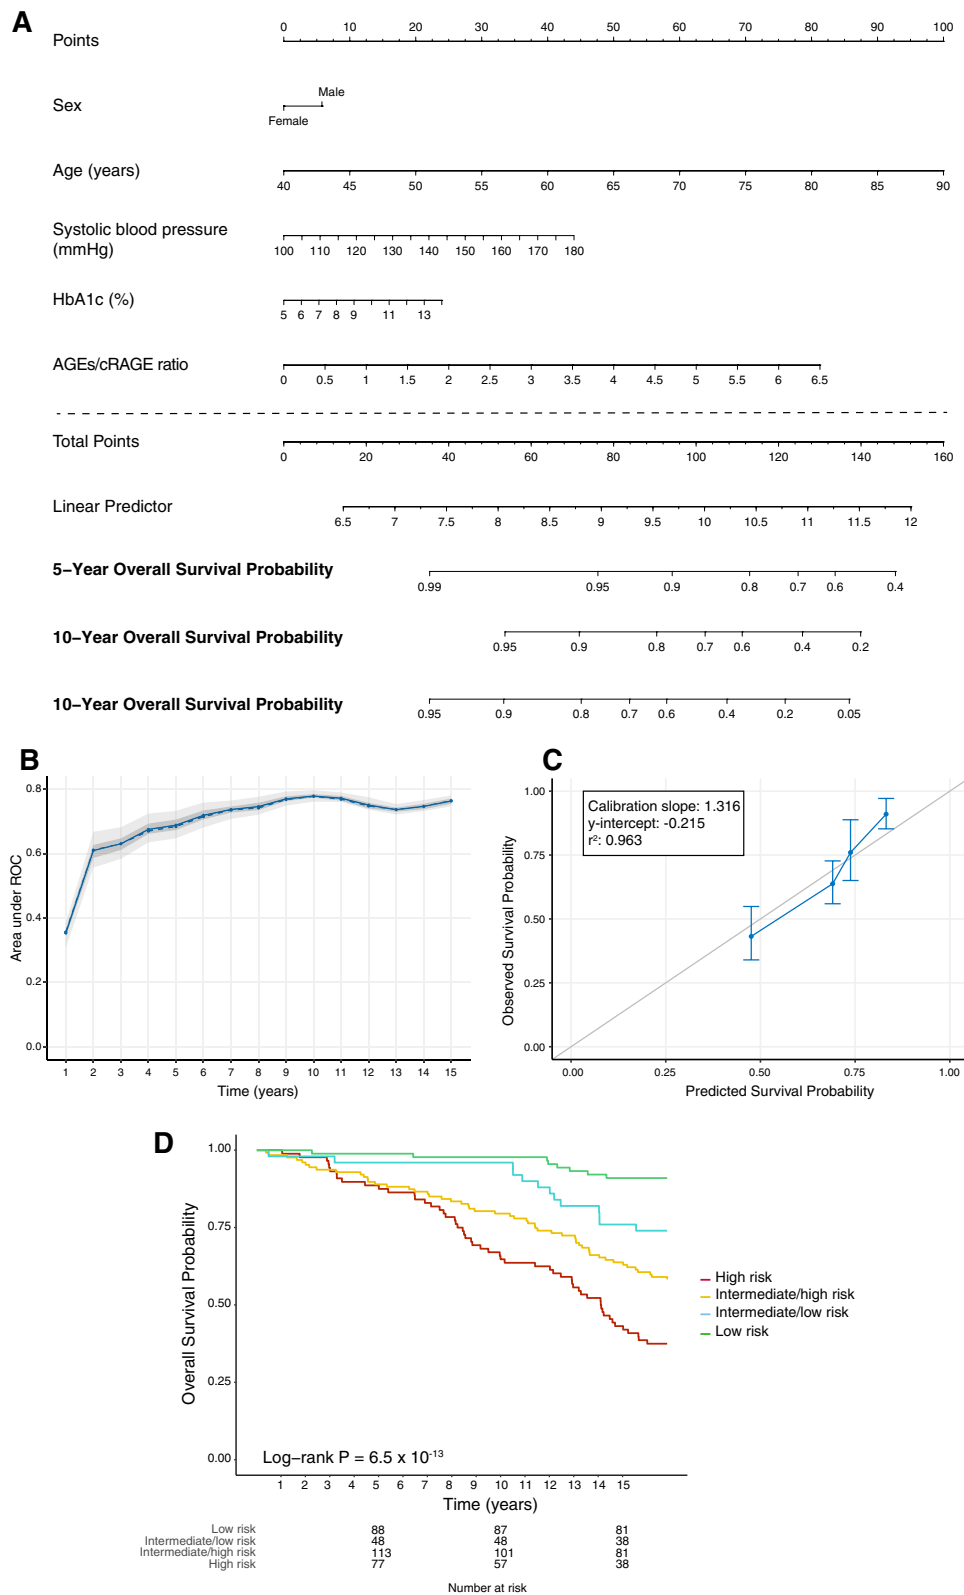 A
Points
0 10 20 30 40 50 60 70 80 90 100
Sex
Male
Female
Age (years)
40 45 50 55 60 65 70 75 80 85 90
Systolic blood pressure
(mmHg)
100 110 120 130 140 150 160 170 180
HbA1c (%)
5 6 7 8 9 11 13
AGEs/cRAGE ratio
0 0.5 1 1.5 2 2.5 3 3.5 4 4.5 5 5.5 6 6.5
Total Points
0 20 40 60 80 100 120 140 160
Linear Predictor
6.5 7 7.5 8 8.5 9 9.5 10 10.5 11 11.5 12
5–Year Overall Survival Probability
0.99 0.95 0.9 0.8 0.7 0.6 0.4
10–Year Overall Survival Probability
0.95 0.9 0.8 0.7 0.6 0.4 0.2
10–Year Overall Survival Probability
0.95 0.9 0.8 0.7 0.6 0.4 0.2 0.05
B
Area under ROC
0.8
0.6
0.4
0.2
0.0
1 2 3 4 5 6 7 8 9 10 11 12 13 14 15
Time (years)
C
Observed Survival Probability
1.00
0.75
0.50
0.25
0.00
Calibration slope: 1.316
y-intercept: -0.215
r²: 0.963
0.00 0.25 0.50 0.75 1.00
Predicted Survival Probability
D
Overall Survival Probability
1.00
0.75
0.50
0.25
0.00
High risk
Intermediate/high risk
Intermediate/low risk
Low risk
Log–rank P = 6.5 x 10⁻¹³
1 2 3 4 5 6 7 8 9 10 11 12 13 14 15
Time (years)
Low risk 88 87 81
Intermediate/low risk 48 48 38
Intermediate/high risk 113 101 81
High risk 77 57 38
Number at risk